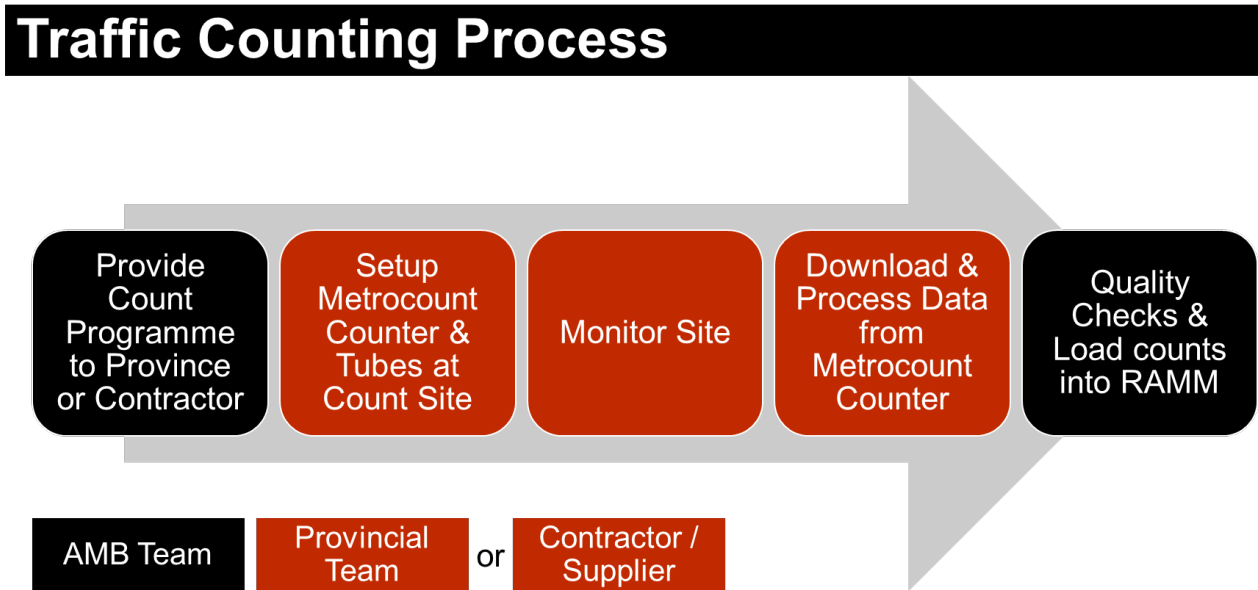 Traffic Counting Process
Provide
Count
Programme
to Province
or Contractor
Setup
Metrocount
Counter &
Tubes at
Count Site
Monitor Site
Download &
Process Data
from
Metrocount
Counter
Quality
Checks &
Load counts
into RAMM
AMB Team
Provincial
Team
or
Contractor /
Supplier